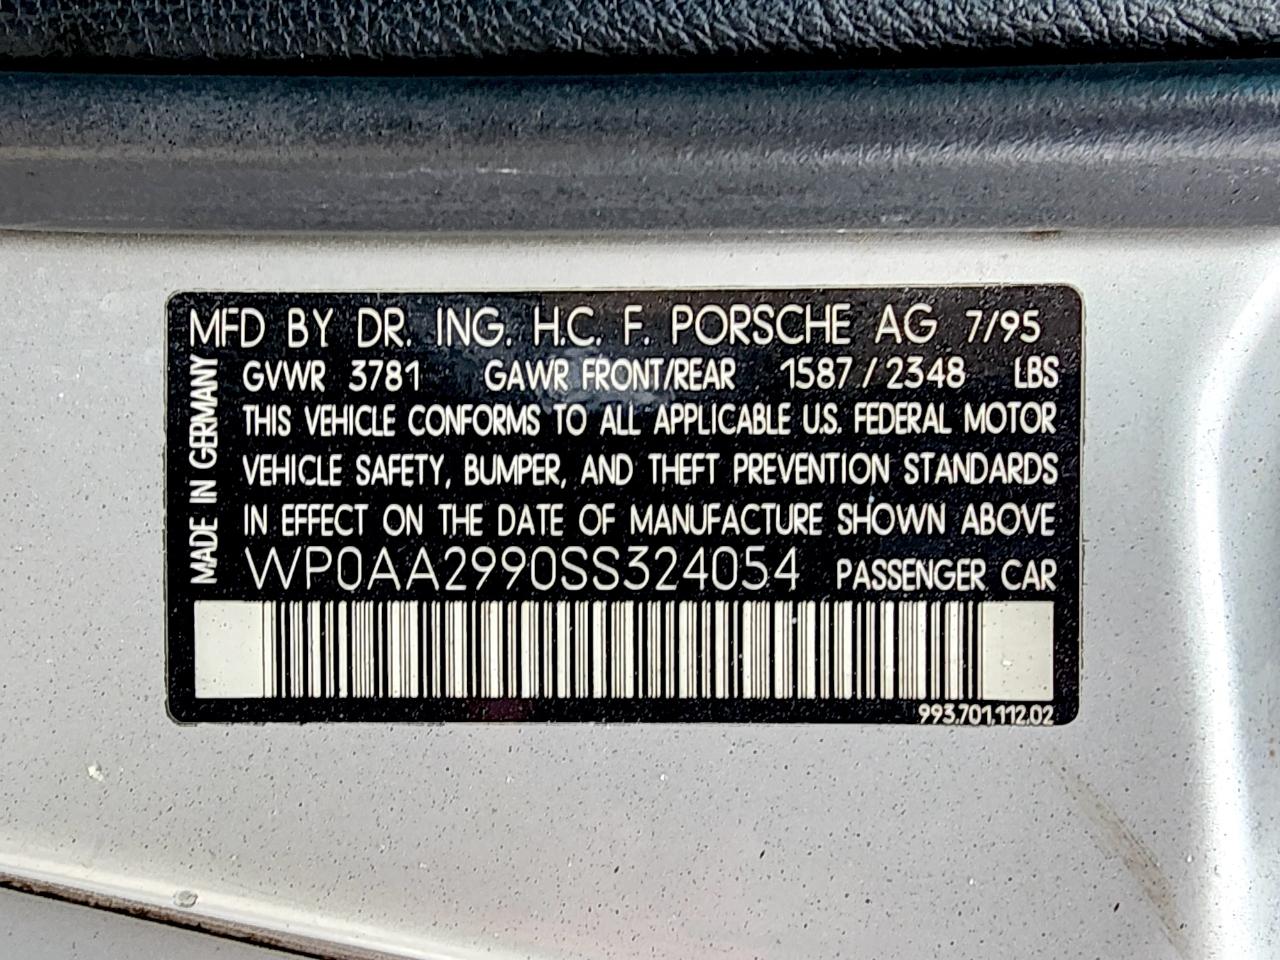 MFD BY DR. ING. H.C. F. PORSCHE AG 7/95
GVWR 3781 GAWR FRONT/REAR 1587/2348 LBS
THIS VEHICLE CONFORMS TO ALL APPLICABLE U.S. FEDERAL MOTOR
VEHICLE SAFETY, BUMPER, AND THEFT PREVENTION STANDARDS
IN EFFECT ON THE DATE OF MANUFACTURE SHOWN ABOVE
WP0AA2990SS324054 PASSENGER CAR
MADE IN GERMANY
993.701.112.02